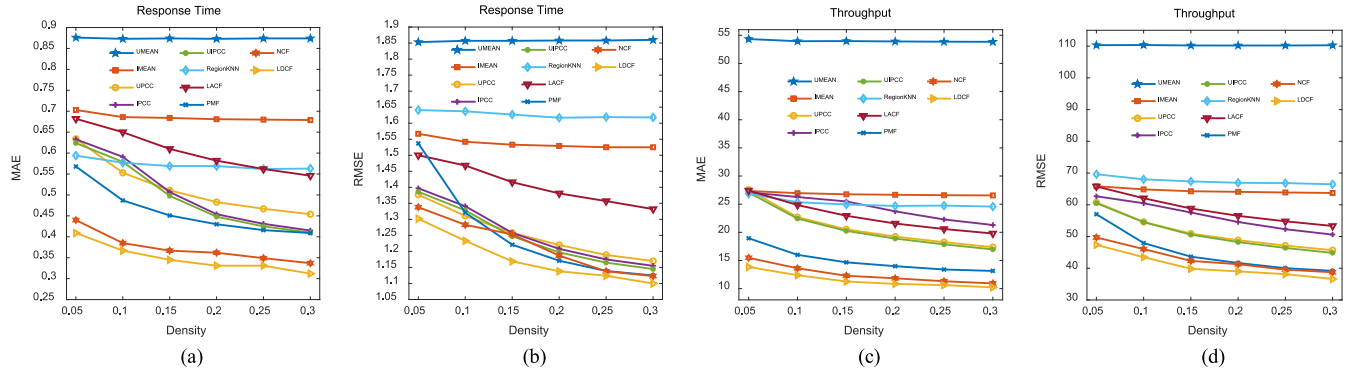 Response Time
0.9
0.85
0.8
0.75
0.7
0.65
0.6
0.55
0.5
0.45
0.4
0.35
0.3
0.25
MAE
UMEAN
IMEAN
UPCC
IPCC
UIPCC
RegionKNN
LACF
PMF
NCF
LDCF
0.05 0.1 0.15 0.2 0.25 0.3
Density
(a)
Response Time
1.9
1.85
1.8
1.75
1.7
1.65
1.6
1.55
1.5
1.45
1.4
1.35
1.3
1.25
1.2
1.15
1.1
1.05
RMSE
UMEAN
IMEAN
UPCC
IPCC
UIPCC
RegionKNN
LACF
PMF
NCF
LDCF
0.05 0.1 0.15 0.2 0.25 0.3
Density
(b)
Throughput
55
50
45
40
35
30
25
20
15
10
MAE
UMEAN
IMEAN
UPCC
IPCC
UIPCC
RegionKNN
LACF
PMF
NCF
LDCF
0.05 0.1 0.15 0.2 0.25 0.3
Density
(c)
Throughput
110
100
90
80
70
60
50
40
30
RMSE
UMEAN
IMEAN
UPCC
IPCC
UIPCC
RegionKNN
LACF
PMF
NCF
LDCF
0.05 0.1 0.15 0.2 0.25 0.3
Density
(d)